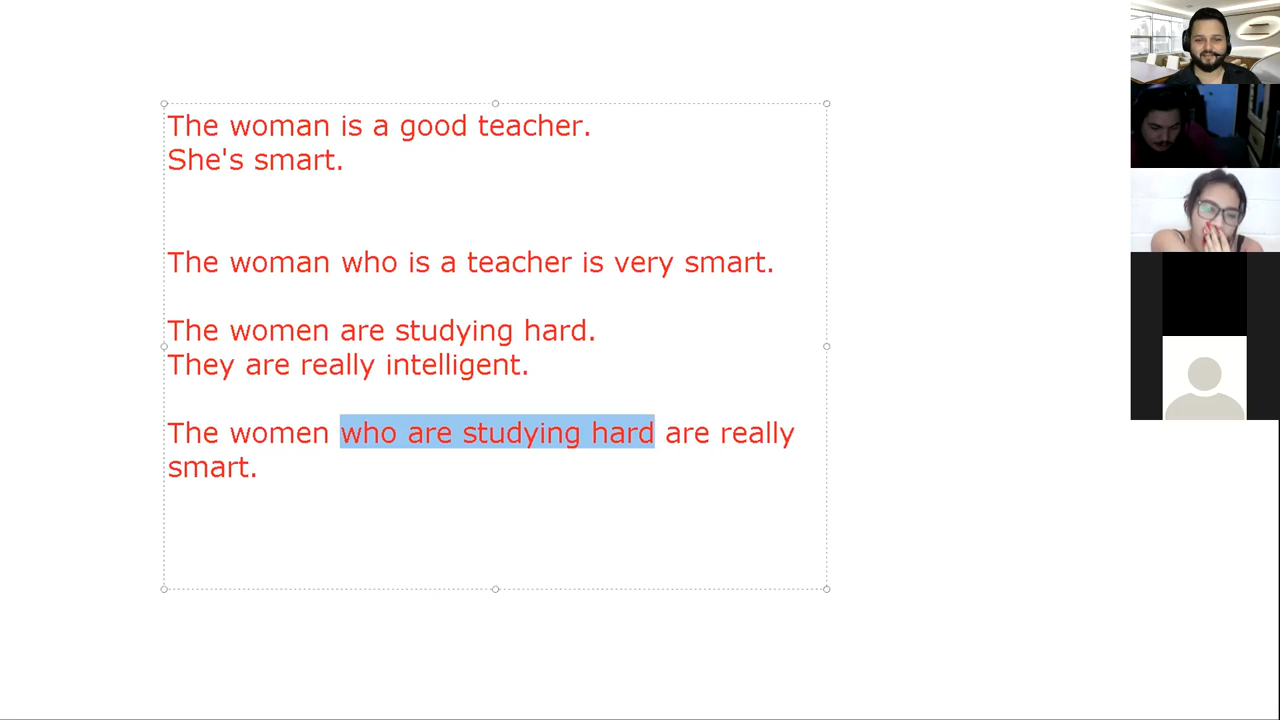 The woman is a good teacher.
She's smart.
The woman who is a teacher is very smart.
The women are studying hard.
They are really intelligent.
The women who are studying hard are really
smart.